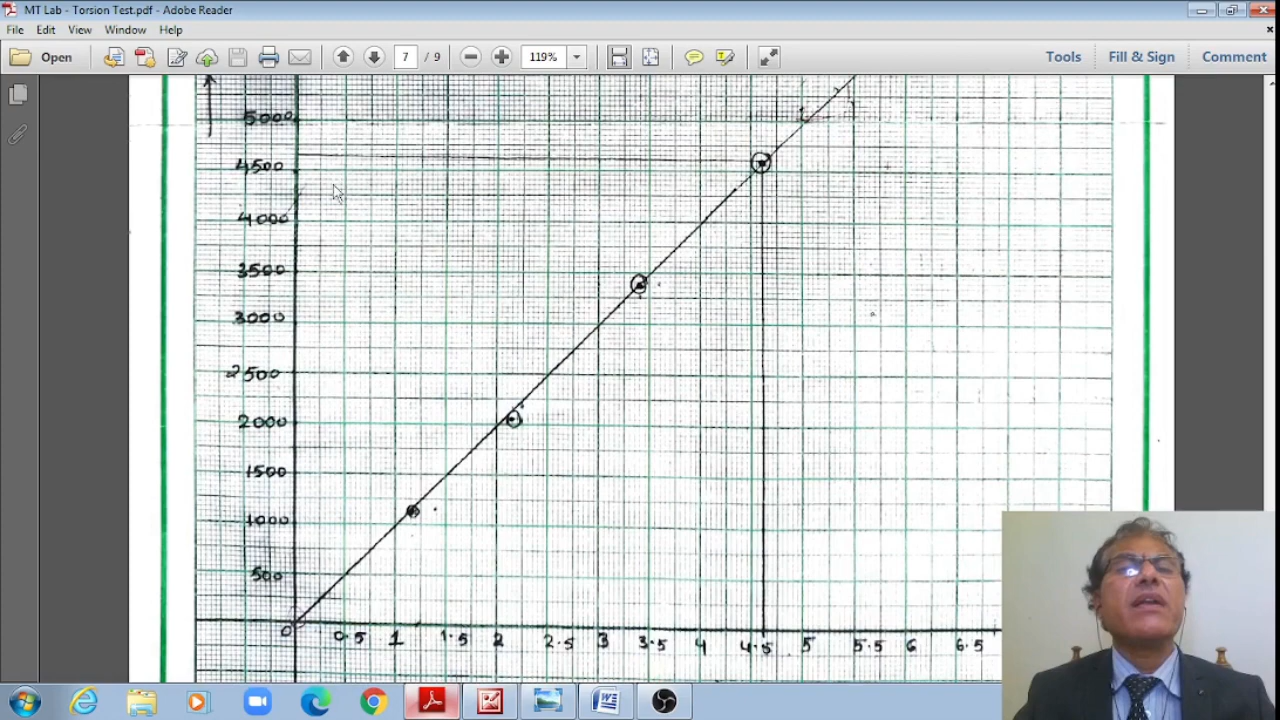 MT Lab - Torsion Test.pdf - Adobe Reader
File Edit View Window Help
Open 7 / 9 119% Tools Fill & Sign Comment
5000
4500
4000
3500
3000
2500
2000
1500
1000
500
0 0.5 1 1.5 2 2.5 3 3.5 4 4.5 5 5.5 6 6.5